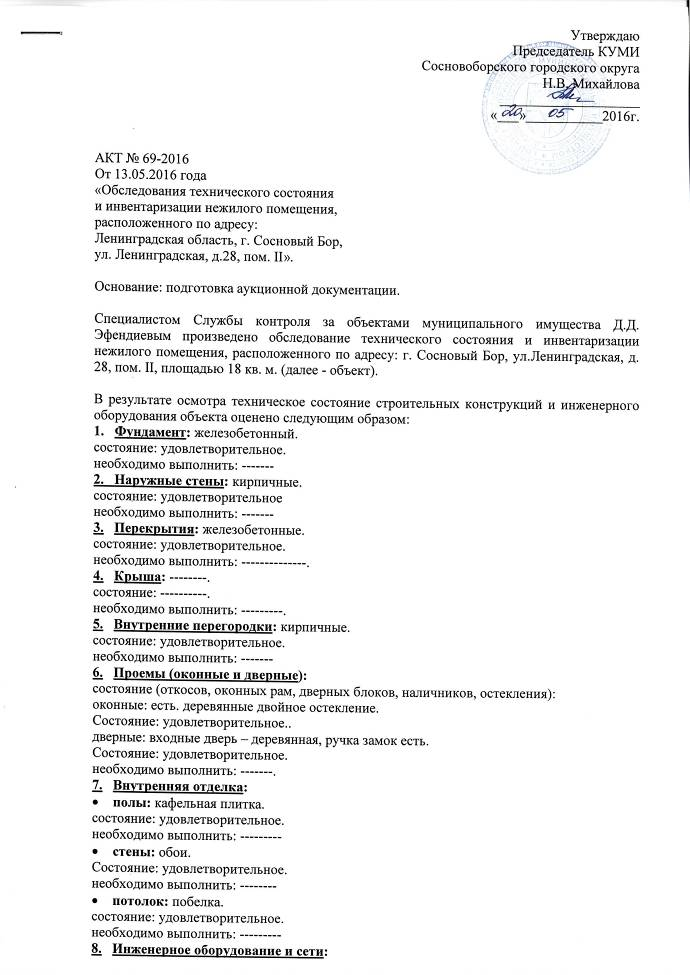 Утверждаю
Председатель КУМИ
Сосновоборского городского округа
Н.В. Михайлова
«20» 05 2016г.
АКТ № 69-2016
От 13.05.2016 года
«Обследования технического состояния
и инвентаризации нежилого помещения,
расположенного по адресу:
Ленинградская область, г. Сосновый Бор,
ул. Ленинградская, д.28, пом. II».
Основание: подготовка аукционной документации.
Специалистом Службы контроля за объектами муниципального имущества Д.Д.
Эфендиевым произведено обследование технического состояния и инвентаризации
нежилого помещения, расположенного по адресу: г. Сосновый Бор, ул.Ленинградская, д.
28, пом. II, площадью 18 кв. м. (далее - объект).
В результате осмотра техническое состояние строительных конструкций и инженерного
оборудования объекта оценено следующим образом:
1. Фундамент: железобетонный.
состояние: удовлетворительное.
необходимо выполнить: -------
2. Наружные стены: кирпичные.
состояние: удовлетворительное
необходимо выполнить: -------
3. Перекрытия: железобетонные.
состояние: удовлетворительное.
необходимо выполнить: --------------.
4. Крыша: --------.
состояние: ----------.
необходимо выполнить: ---------.
5. Внутренние перегородки: кирпичные.
состояние: удовлетворительное.
необходимо выполнить: -------
6. Проемы (оконные и дверные):
состояние (откосов, оконных рам, дверных блоков, наличников, остекления):
оконные: есть. деревянные двойное остекление.
Состояние: удовлетворительное..
дверные: входные дверь – деревянная, ручка замок есть.
Состояние: удовлетворительное.
необходимо выполнить: -------.
7. Внутренняя отделка:
• полы: кафельная плитка.
состояние: удовлетворительное.
необходимо выполнить: ---------
• стены: обои.
Состояние: удовлетворительное.
необходимо выполнить: --------
• потолок: побелка.
состояние: удовлетворительное.
необходимо выполнить: ---------
8. Инженерное оборудование и сети: